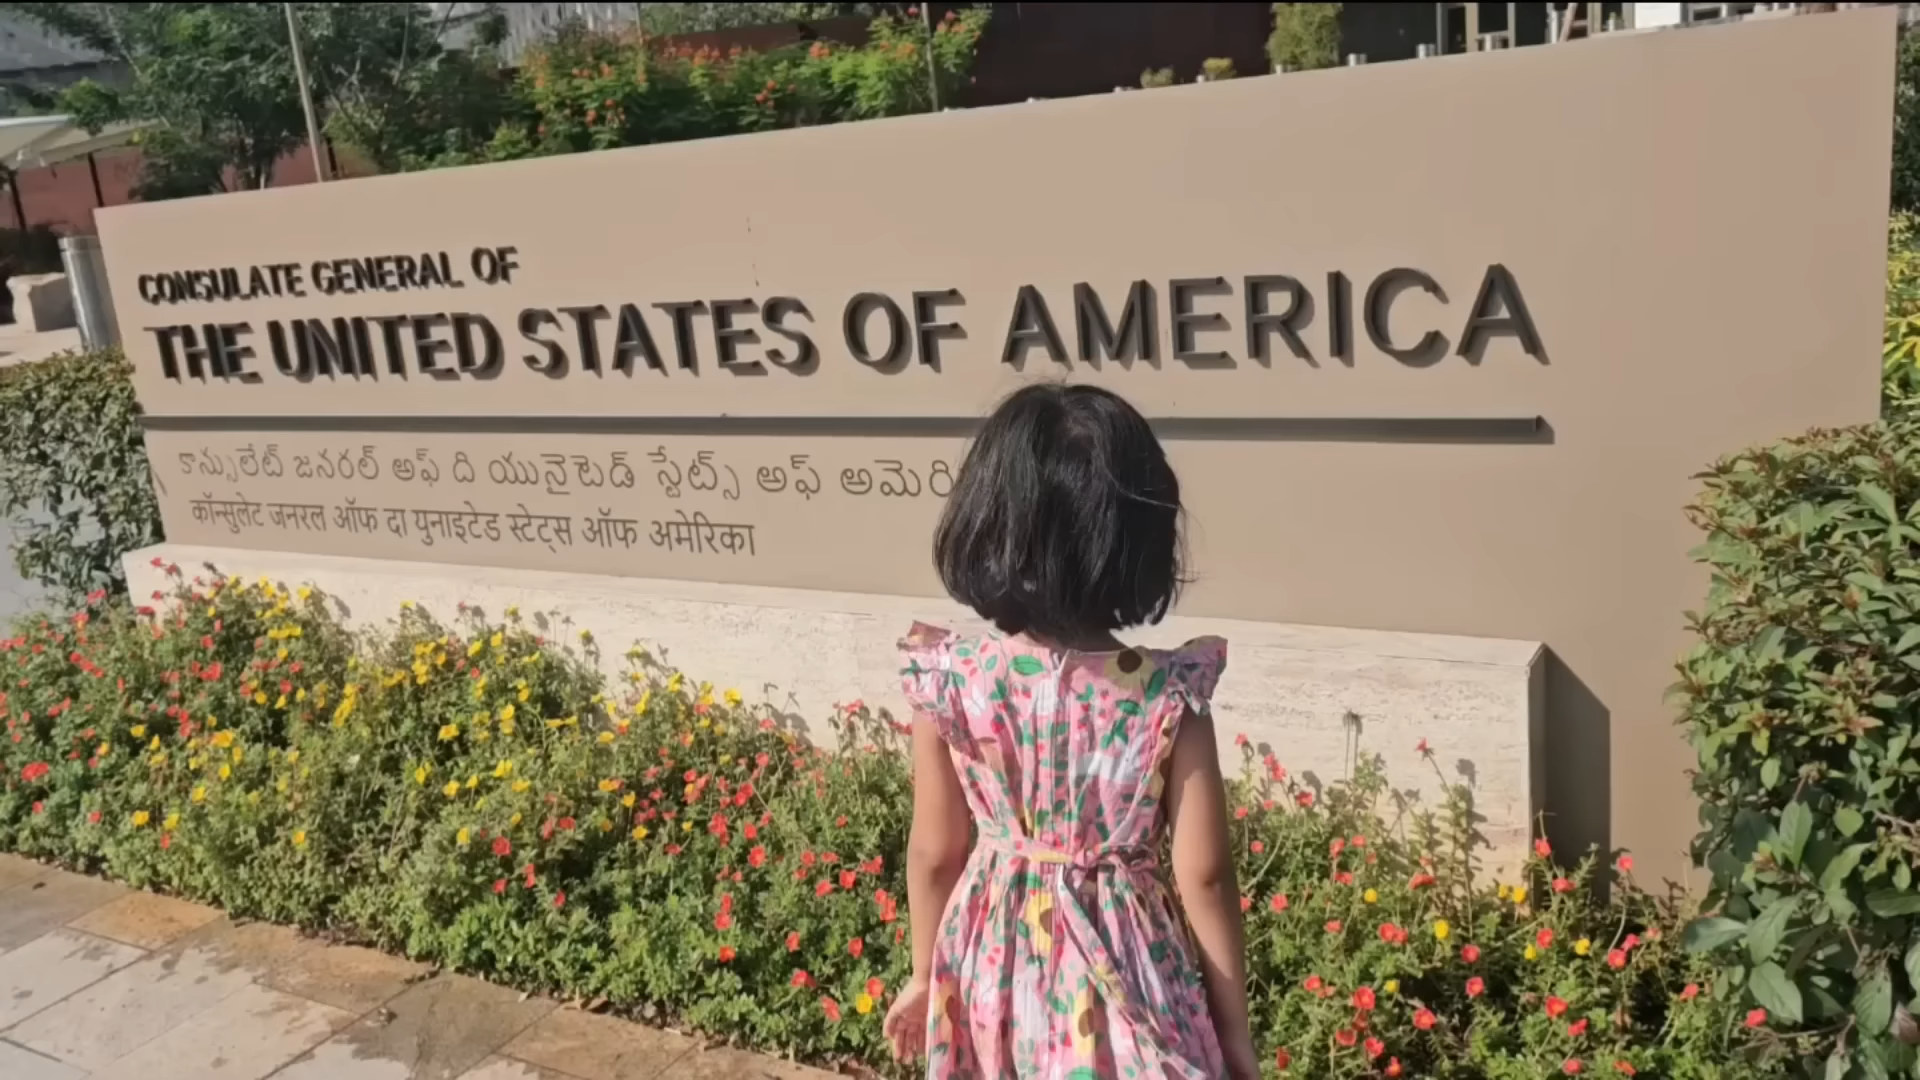 CONSULATE GENERAL OF
THE UNITED STATES OF AMERICA
కాన్సులేట్ జనరల్ అఫ్ ది యునైటెడ్ స్టేట్స్ అఫ్
कॉन्सुलेट जनरल ऑफ दा युनाइटेड स्टेट्स ऑफ अमेरिका